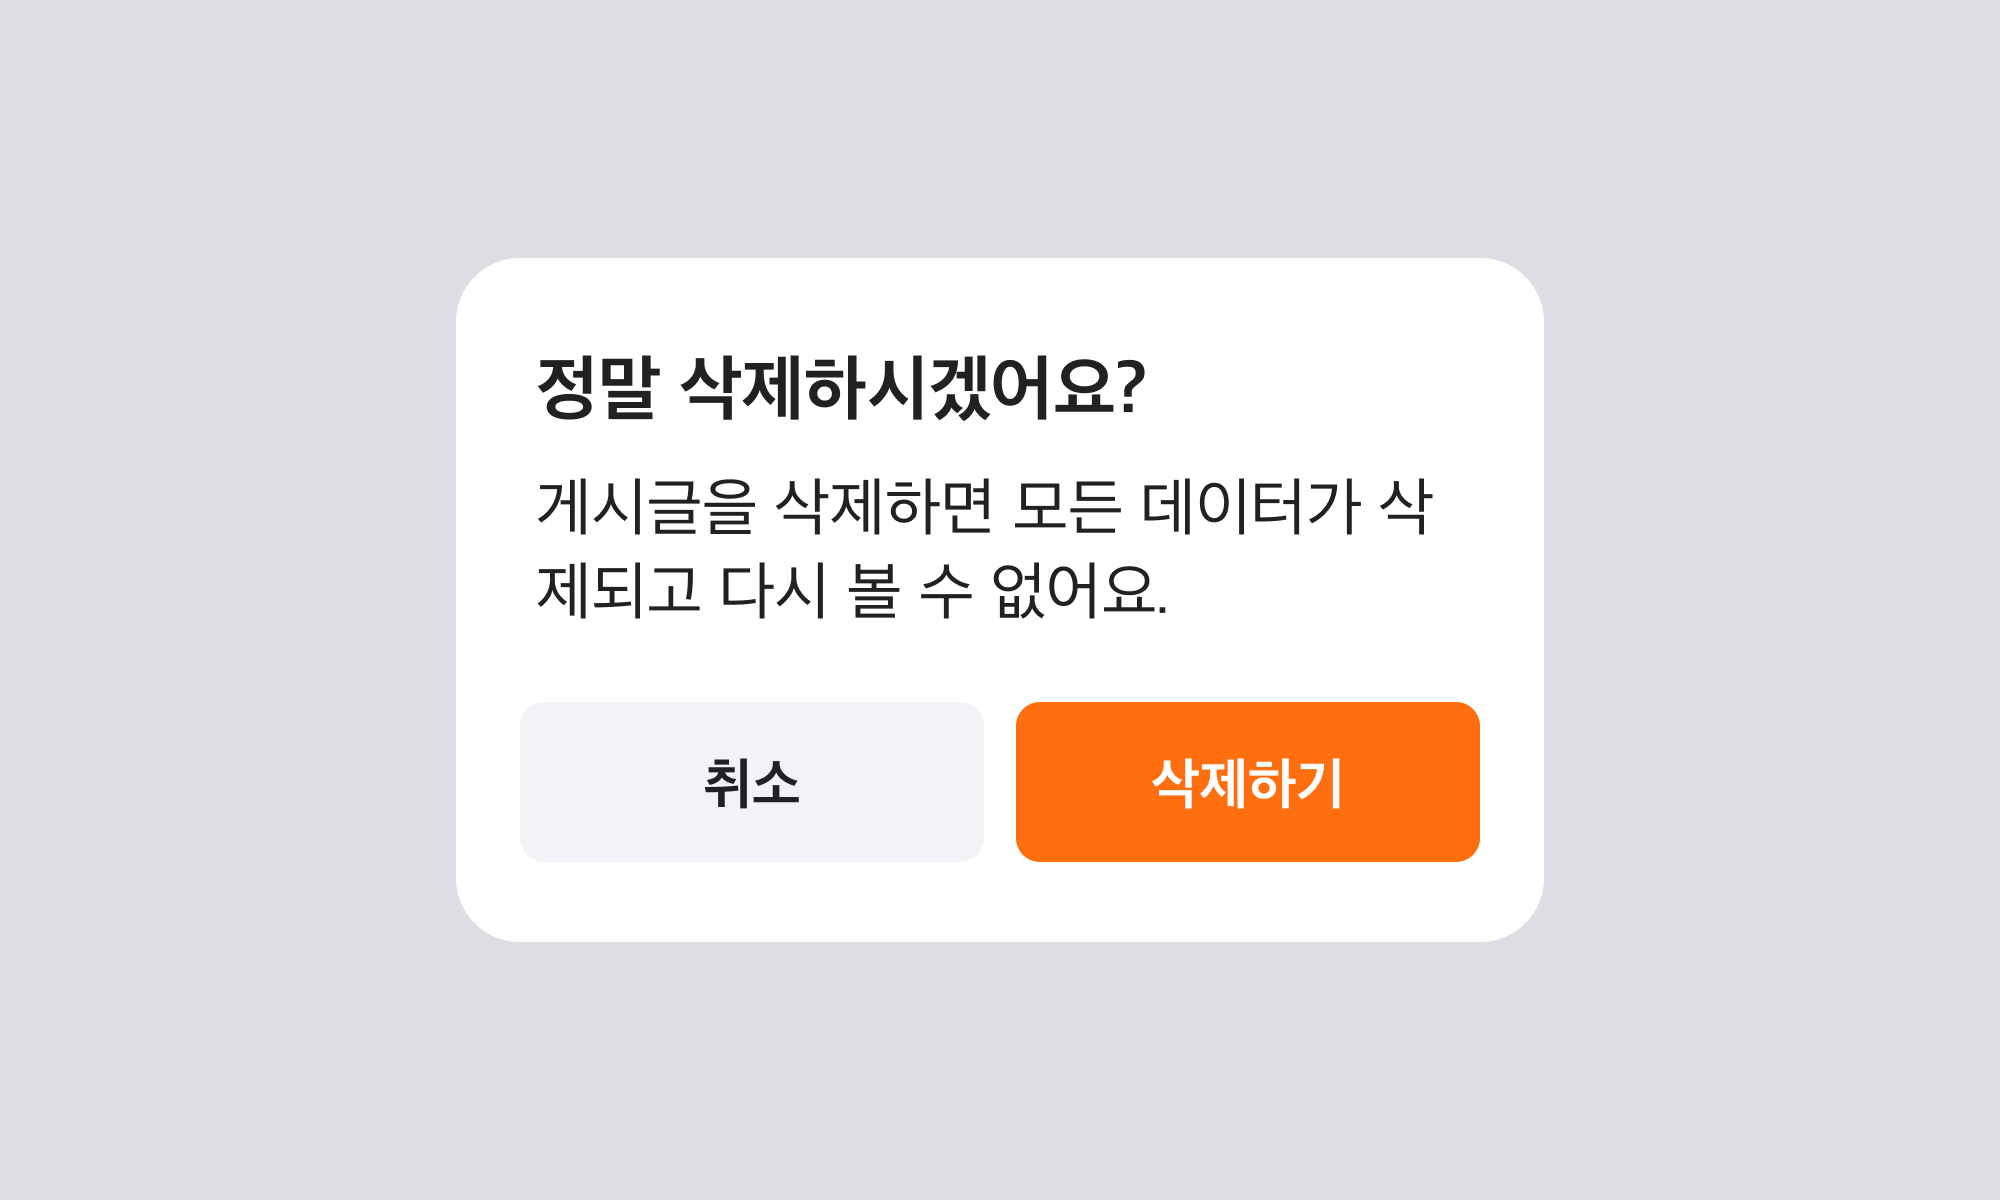 정말 삭제하시겠어요?
게시글을 삭제하면 모든 데이터가 삭
제되고 다시 볼 수 없어요.
취소
삭제하기